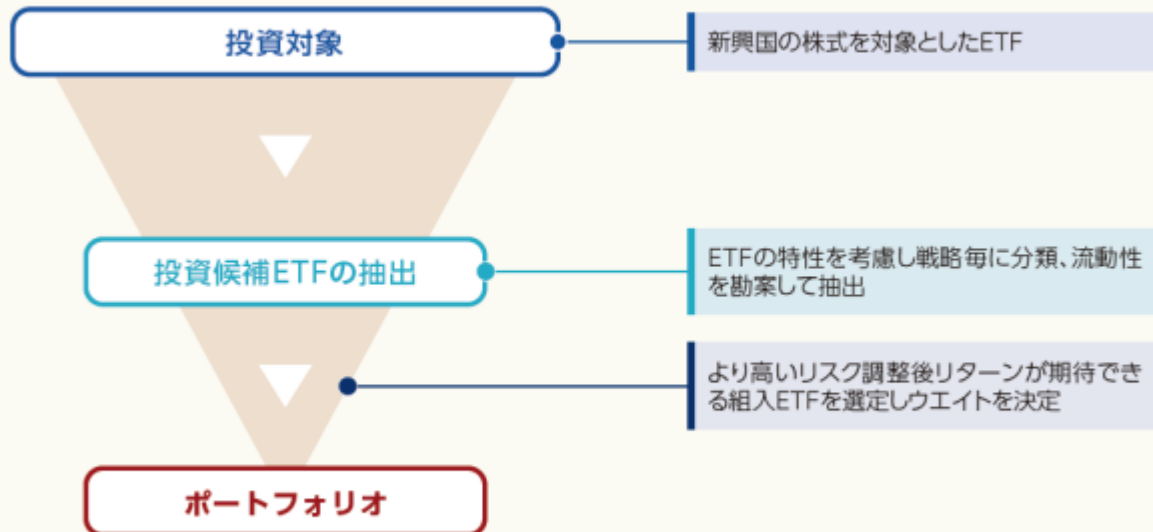 投資対象
新興国の株式を対象としたETF
投資候補ETFの抽出
ETFの特性を考慮し戦略毎に分類、流動性
を勘案して抽出
より高いリスク調整後リターンが期待でき
る組入ETFを選定しウエイトを決定
ポートフォリオ